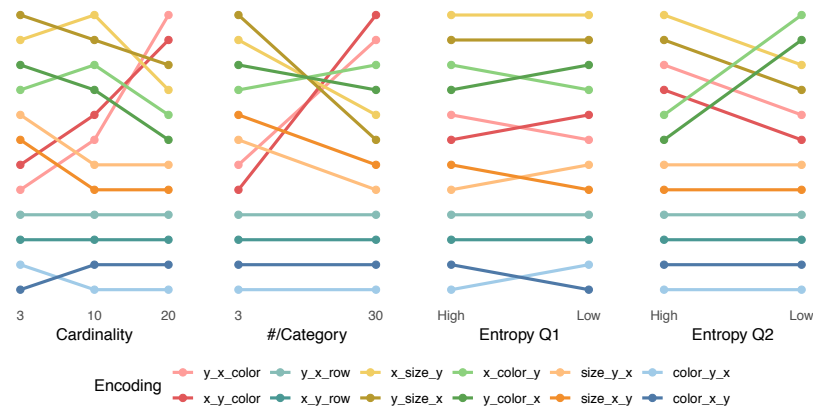 3 10 20 3 30 High Low High Low
Cardinality #/Category Entropy Q1 Entropy Q2
Encoding
y_x_color y_x_row x_size_y x_color_y size_y_x color_y_x
x_y_color x_y_row y_size_x y_color_x size_x_y color_x_y